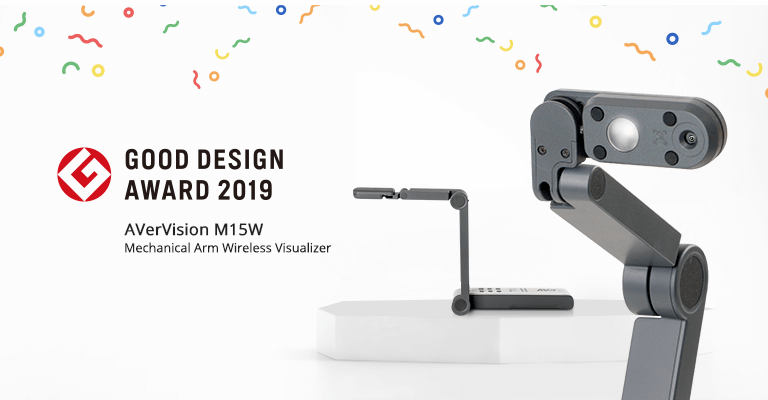 GOOD DESIGN
AWARD 2019
AVerVision M15W
Mechanical Arm Wireless Visualizer